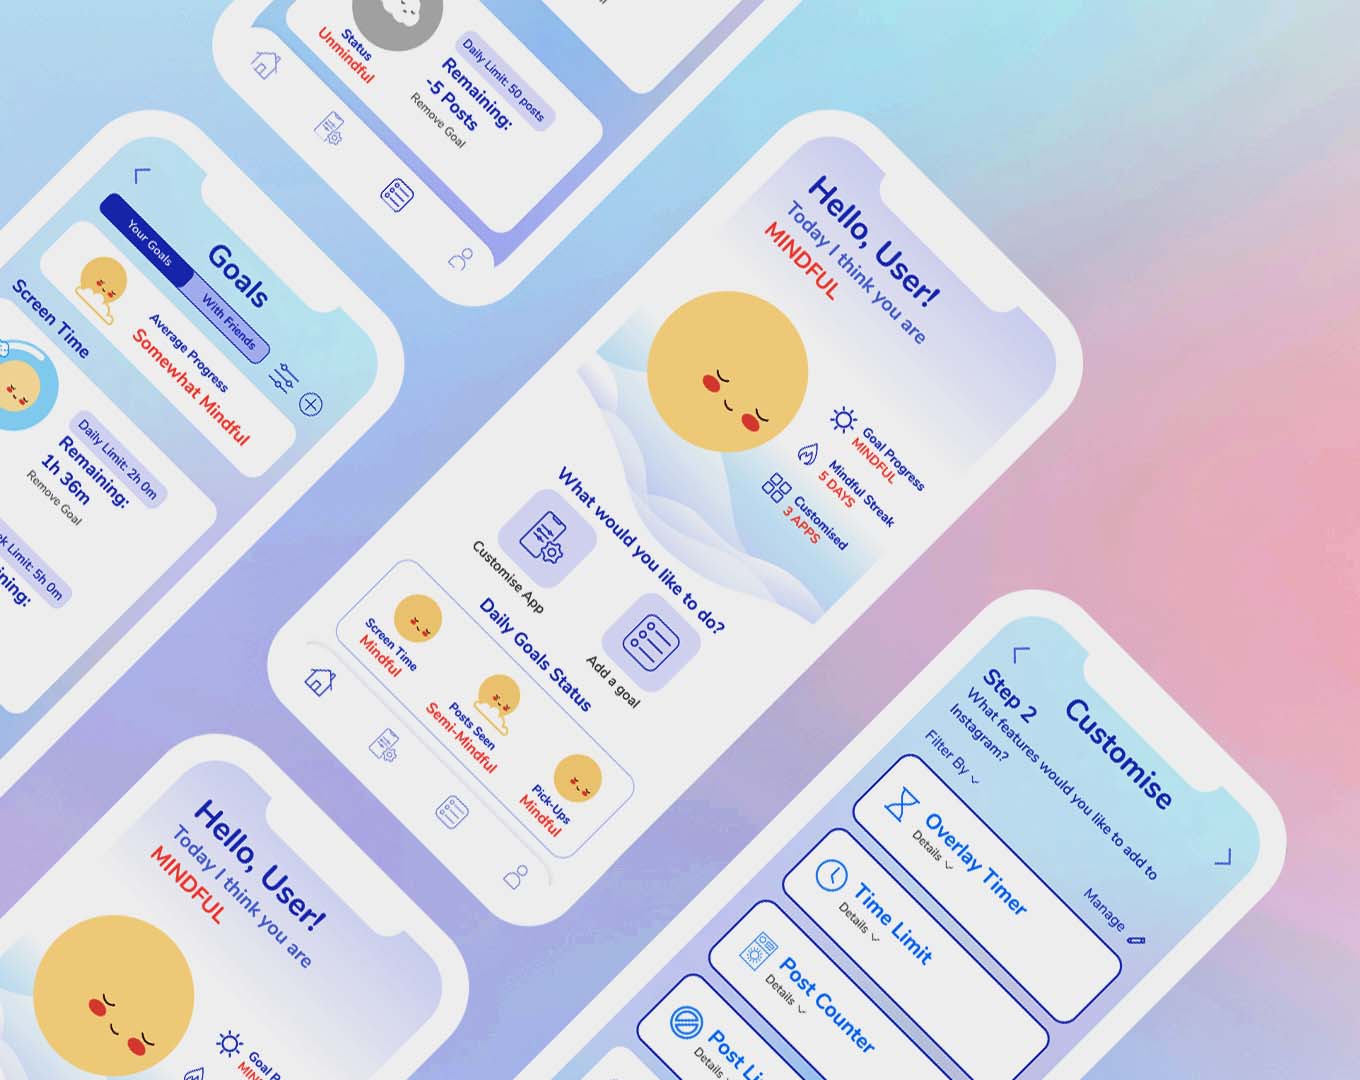 Status
Unmindful
Daily Limit: 50 posts
Remaining:
-5 Posts
Remove Goal
Goals
Your Goals
With Friends
Average Progress
Somewhat Mindful
Screen Time
Daily Limit: 2h 0m
Remaining:
1h 36m
Remove Goal
k Limit: 5h 0m
ning:
Hello, User!
Today I think you are
MINDFUL
Goal Progress
MINDFUL
Mindful Streak
5 DAYS
Customised
3 APPS
What would you like to do?
Customise App
Add a goal
Daily Goals Status
Screen Time
Mindful
Posts Seen
Semi-Mindful
Pick-Ups
Mindful
Hello, User!
Today I think you are
MINDFUL
Goal P
MIN
Customise
Step 2
What features would you like to add to
Instagram?
Filter By
Manage
Overlay Timer
Details
Time Limit
Details
Post Counter
Details
Post Li
Details